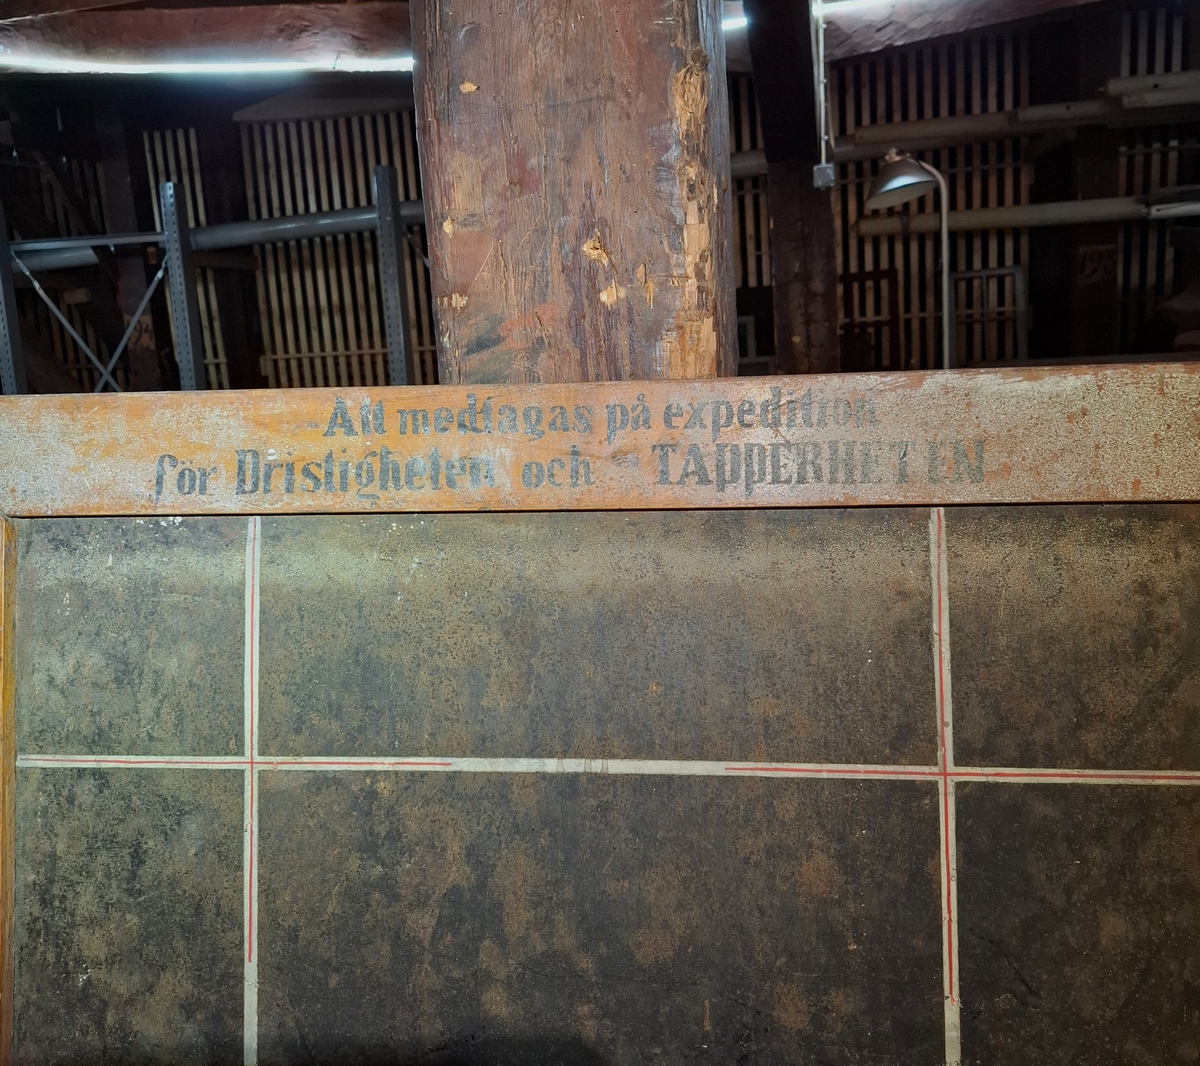 Att medtagas på expedition
för Dristigheten och TAPPERHETEN